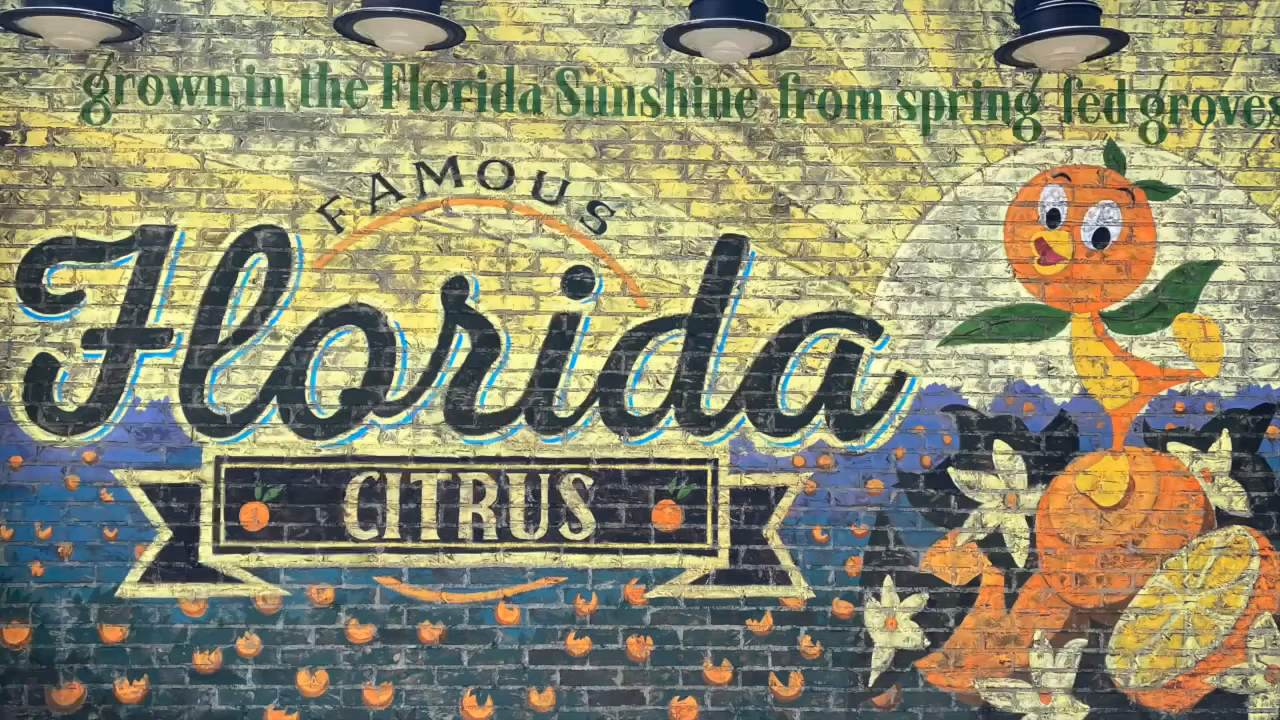 grown in the Florida Sunshine from spring fed groves
FAMOUS
Florida
CITRUS